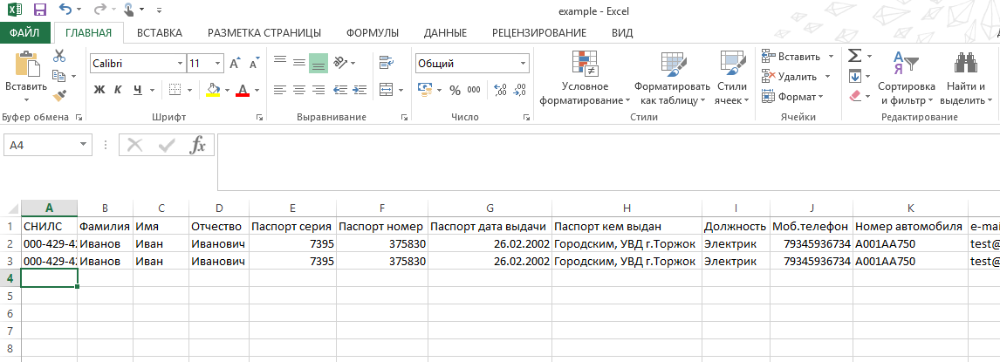 example - Excel
ФАЙЛ ГЛАВНАЯ ВСТАВКА РАЗМЕТКА СТРАНИЦЫ ФОРМУЛЫ ДАННЫЕ РЕЦЕНЗИРОВАНИЕ ВИД
Calibri 11 Общий
Вставить
Ж К Ч А % 000
Условное форматирование
Форматировать как таблицу
Стили ячеек
Вставить
Удалить
Формат
Сортировка и фильтр
Найти и выделить
Буфер обмена Шрифт Выравнивание Число Стили Ячейки Редактирование
A4 fx
A B C D E F G H I J K
1 СНИЛС Фамилия Имя Отчество Паспорт серия Паспорт номер Паспорт дата выдачи Паспорт кем выдан Должность Моб.телефон Номер автомобиля e-mai
2 000-429-4 Иванов Иван Иванович 7395 375830 26.02.2002 Городским, УВД г.Торжок Электрик 79345936734 А001АА750 test@
3 000-429-4 Иванов Иван Иванович 7395 375830 26.02.2002 Городским, УВД г.Торжок Электрик 79345936734 А001АА750 test@
4
5
6
7
8